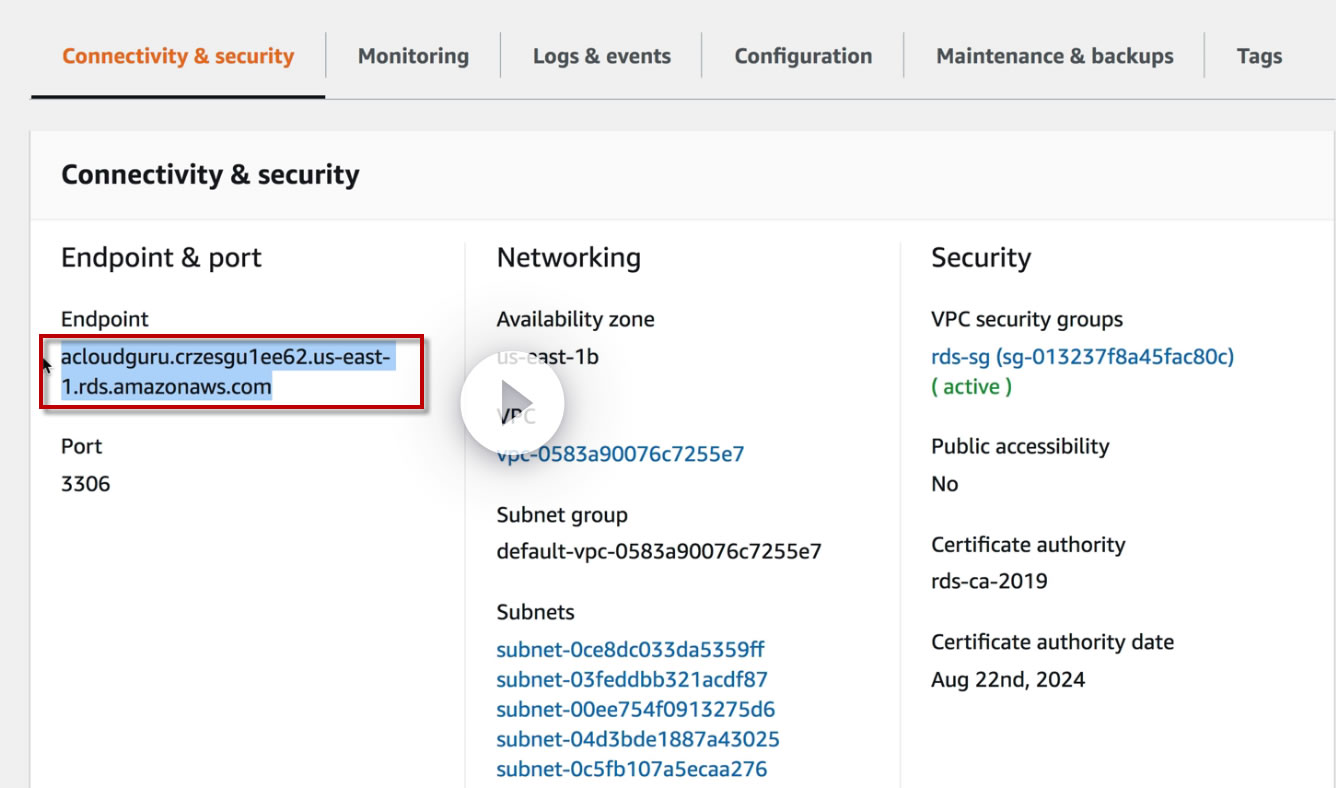 Connectivity & security
Monitoring
Logs & events
Configuration
Maintenance & backups
Tags
Connectivity & security
Endpoint & port
Endpoint
acloudguru.crzesgu1ee62.us-east-
1.rds.amazonaws.com
Port
3306
Networking
Availability zone
us-east-1b
VPC
vpc-0583a90076c7255e7
Subnet group
default-vpc-0583a90076c7255e7
Subnets
subnet-0ce8dc033da5359ff
subnet-03feddbb321acdf87
subnet-00ee754f0913275d6
subnet-04d3bde1887a43025
subnet-0c5fb107a5ecaa276
Security
VPC security groups
rds-sg (sg-013237f8a45fac80c)
( active )
Public accessibility
No
Certificate authority
rds-ca-2019
Certificate authority date
Aug 22nd, 2024